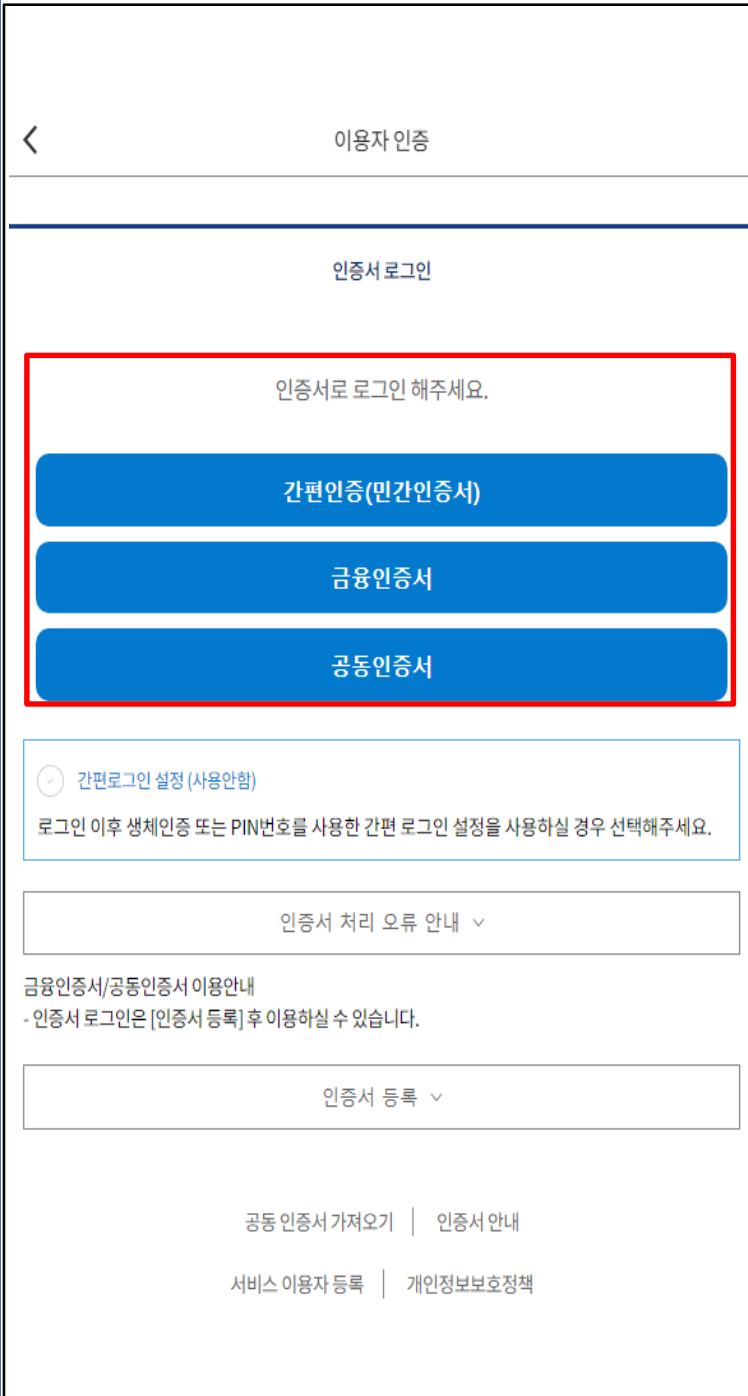 이용자 인증
인증서 로그인
인증서로 로그인 해주세요.
간편인증(민간인증서)
금융인증서
공동인증서
간편로그인 설정 (사용안함)
로그인 이후 생체인증 또는 PIN번호를 사용한 간편 로그인 설정을 사용하실 경우 선택해주세요.
인증서 처리 오류 안내
금융인증서/공동인증서 이용안내
- 인증서 로그인은 [인증서 등록] 후 이용하실 수 있습니다.
인증서 등록
공동 인증서 가져오기 | 인증서 안내
서비스 이용자 등록 | 개인정보보호정책